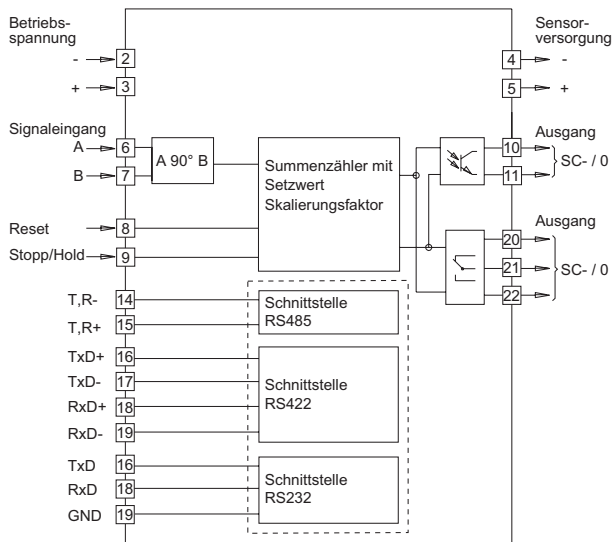 Betriebs-
spannung
- 2
+ 3
Sensor-
versorgung
4 -
5 +
Signaleingang
A 6
B 7
A 90° B
Summenzähler mit
Setzwert
Skalierungsfaktor
Reset 8
Stopp/Hold 9
10 Ausgang
11 SC- / 0
Ausgang
20
21 SC- / 0
22
T,R- 14
T,R+ 15
Schnittstelle
RS485
TxD+ 16
TxD- 17
RxD+ 18
RxD- 19
Schnittstelle
RS422
TxD 16
RxD 18
GND 19
Schnittstelle
RS232